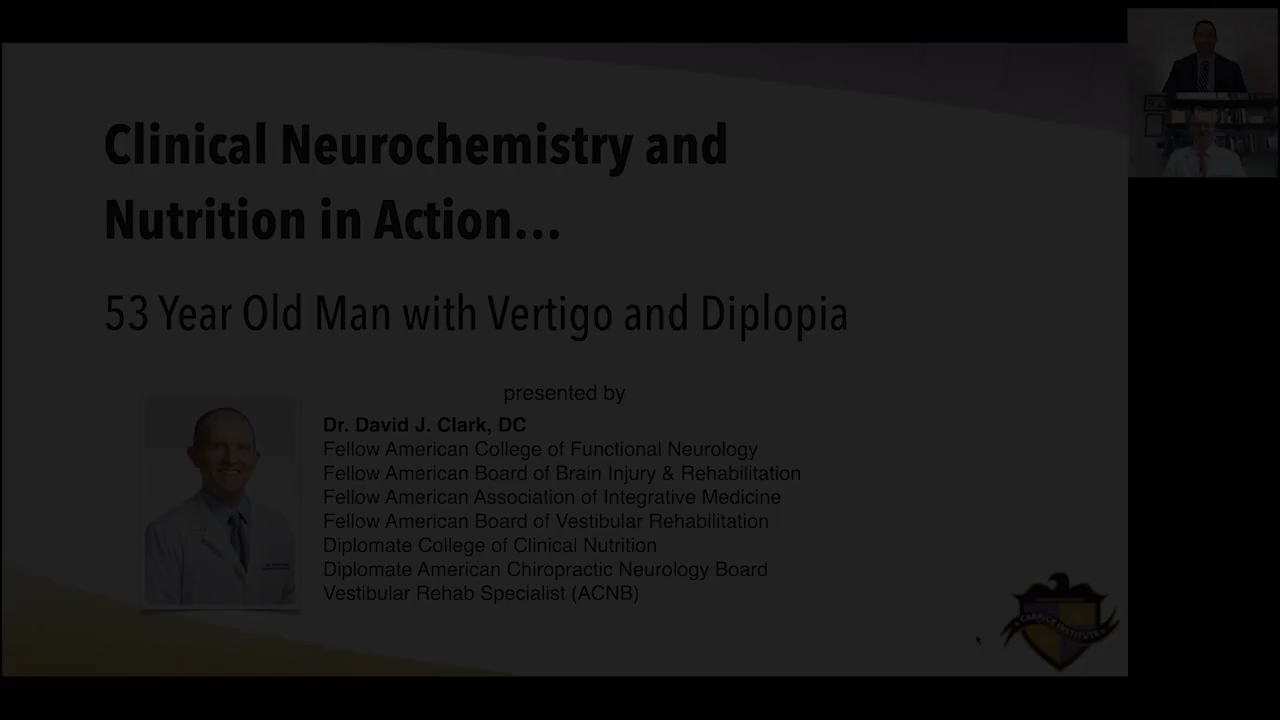 Clinical Neurochemistry and
Nutrition in Action...
53 Year Old Man with Vertigo and Diplopia
presented by
Dr. David J. Clark, DC
Fellow American College of Functional Neurology
Fellow American Board of Brain Injury & Rehabilitation
Fellow American Association of Integrative Medicine
Fellow American Board of Vestibular Rehabilitation
Diplomate College of Clinical Nutrition
Diplomate American Chiropractic Neurology Board
Vestibular Rehab Specialist (ACNB)
CARRICK INSTITUTE